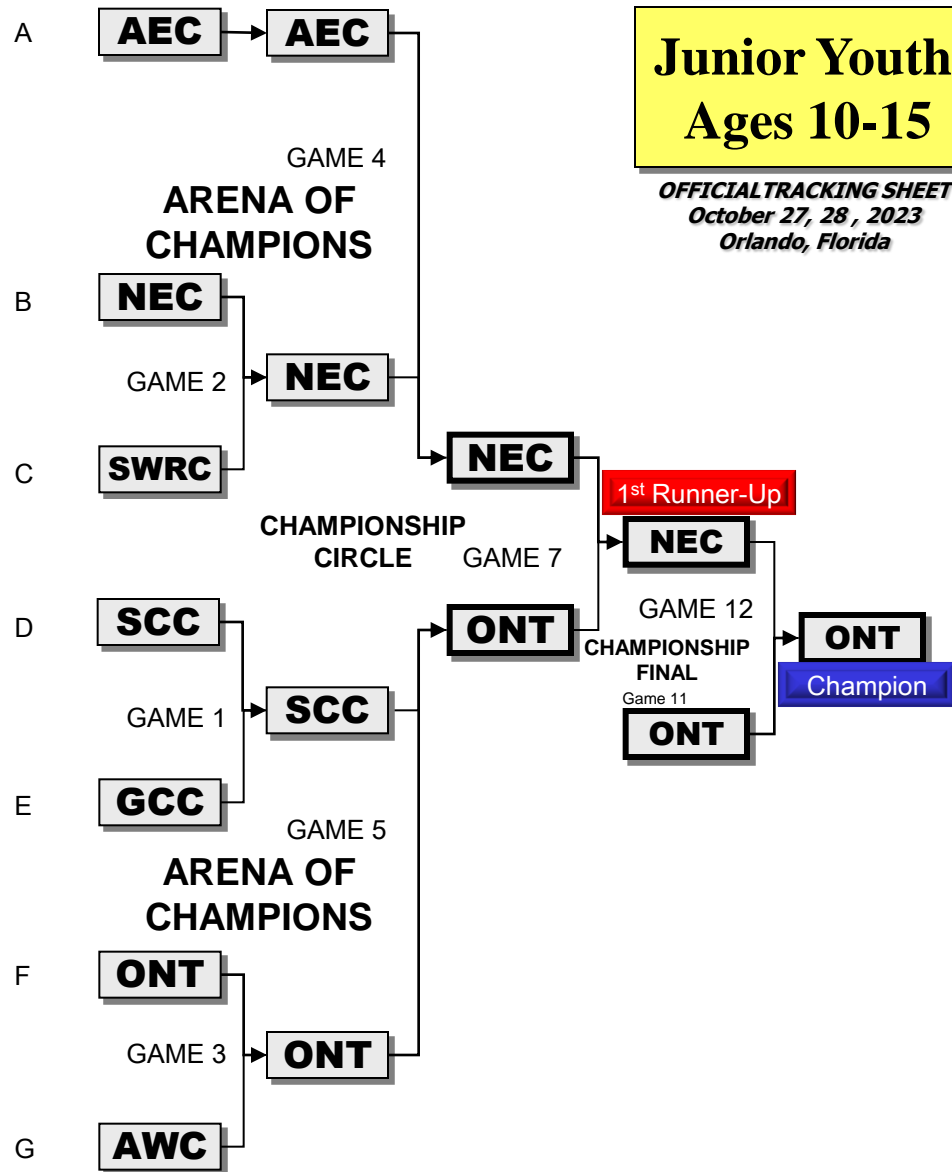 A
AEC
AEC
Junior Youth
Ages 10-15
OFFICIAL TRACKING SHEET
October 27, 28 , 2023
Orlando, Florida
GAME 4
ARENA OF
CHAMPIONS
B
NEC
GAME 2
NEC
C
SWRC
NEC
1st Runner-Up
CHAMPIONSHIP
CIRCLE
GAME 7
NEC
D
SCC
GAME 12
ONT
ONT
CHAMPIONSHIP
FINAL
Champion
Game 11
GAME 1
SCC
ONT
E
GCC
GAME 5
ARENA OF
CHAMPIONS
F
ONT
GAME 3
ONT
G
AWC